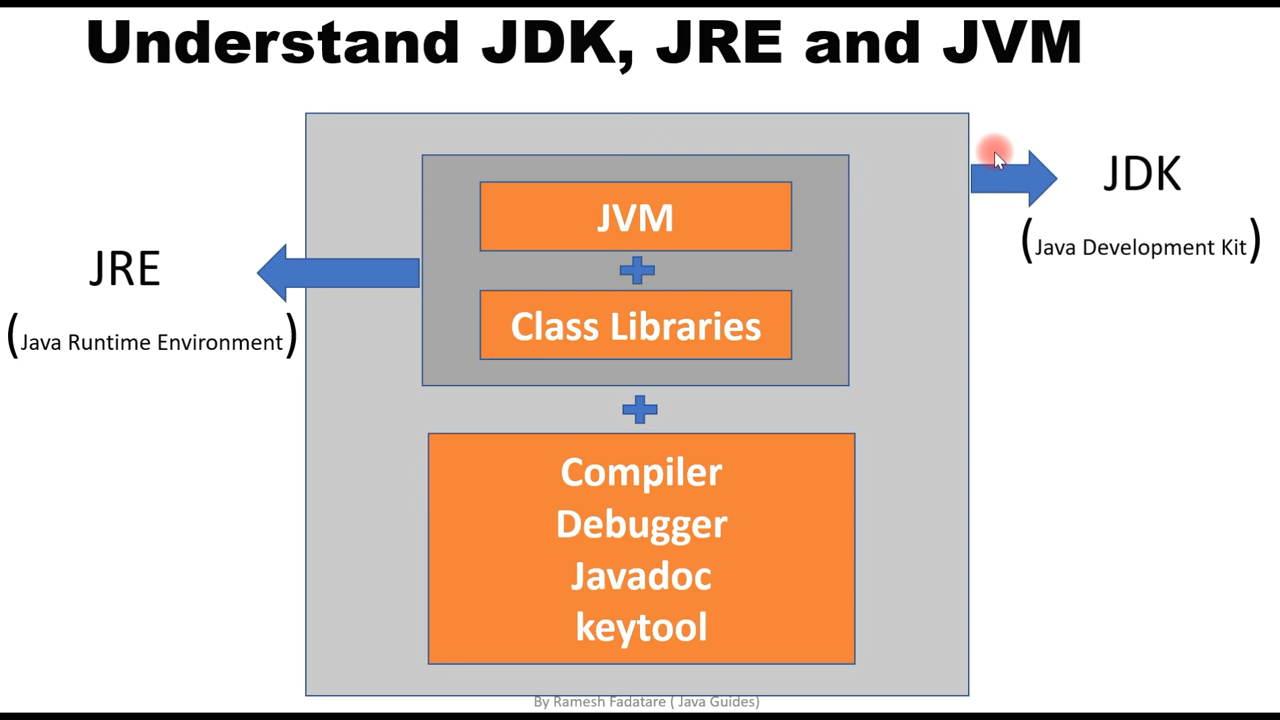 Understand JDK, JRE and JVM
JDK
(Java Development Kit)
JVM
JRE
(Java Runtime Environment)
Class Libraries
Compiler
Debugger
Javadoc
keytool
By Ramesh Fadatare ( Java Guides)